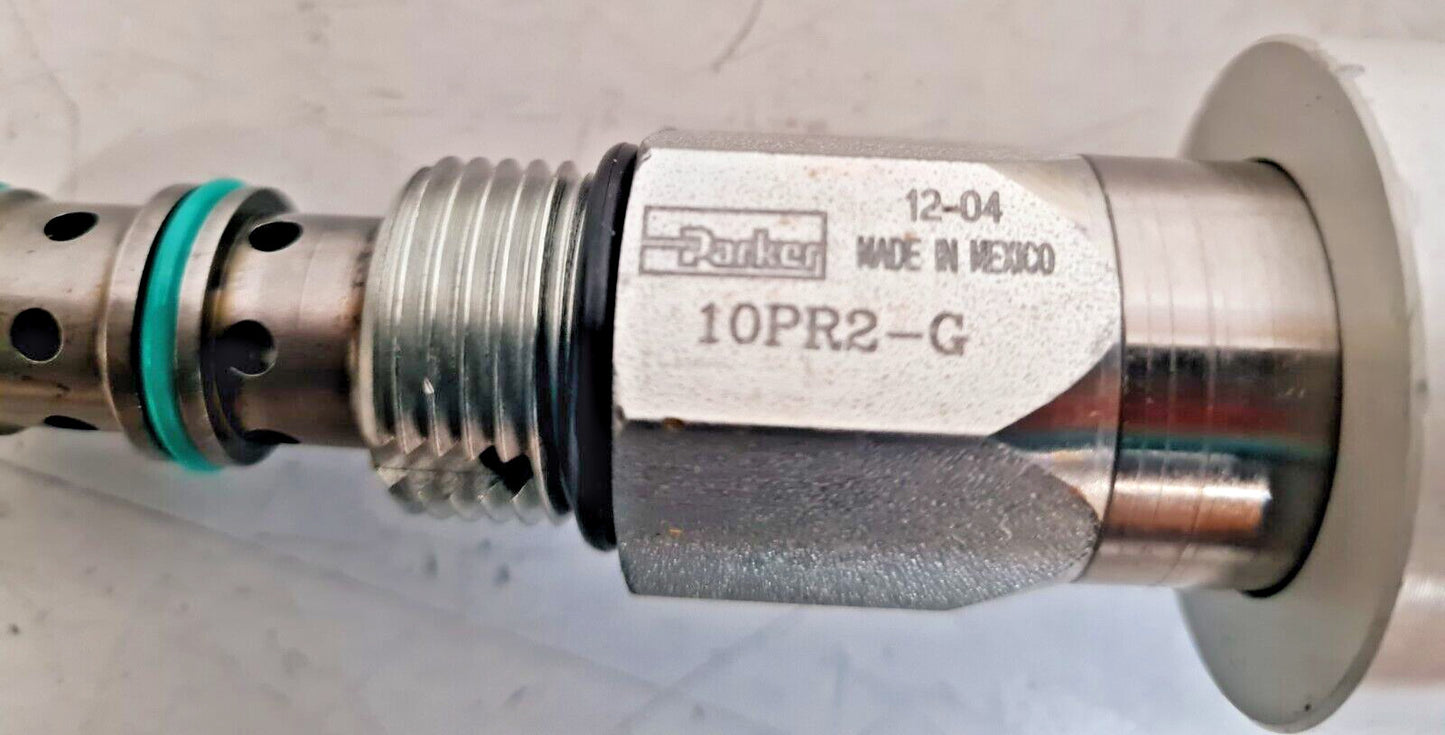 12-04
Parker MADE IN MEXICO
10PR2-G